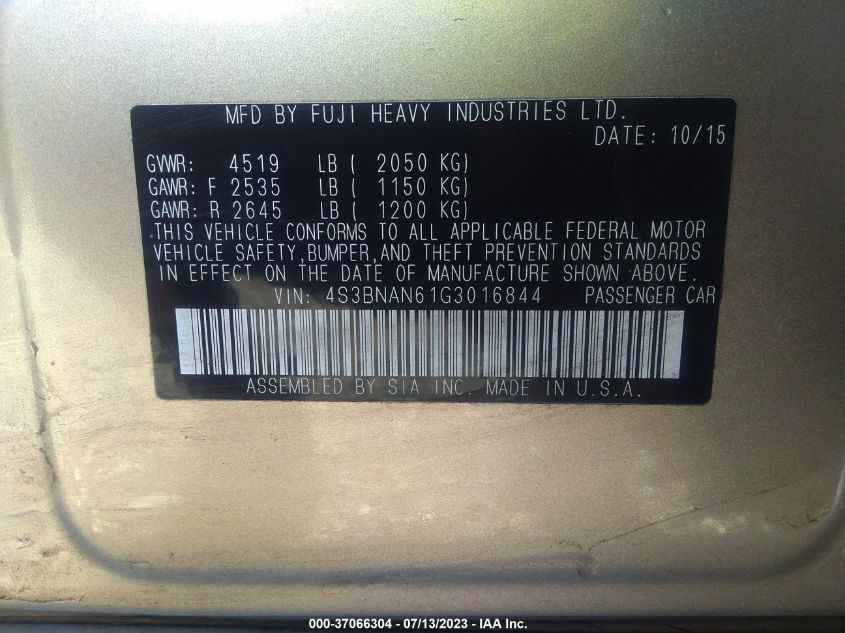 MFD BY FUJI HEAVY INDUSTRIES LTD.
DATE: 10/15
GVWR: 4519 LB ( 2050 KG)
GAWR: F 2535 LB ( 1150 KG)
GAWR: R 2645 LB ( 1200 KG)
THIS VEHICLE CONFORMS TO ALL APPLICABLE FEDERAL MOTOR
VEHICLE SAFETY, BUMPER, AND THEFT PREVENTION STANDARDS
IN EFFECT ON THE DATE OF MANUFACTURE SHOWN ABOVE.
VIN: 4S3BNAN61G3016844 PASSENGER CAR
ASSEMBLED BY SIA INC. MADE IN U.S.A.
000-37066304 - 07/13/2023 - IAA Inc.